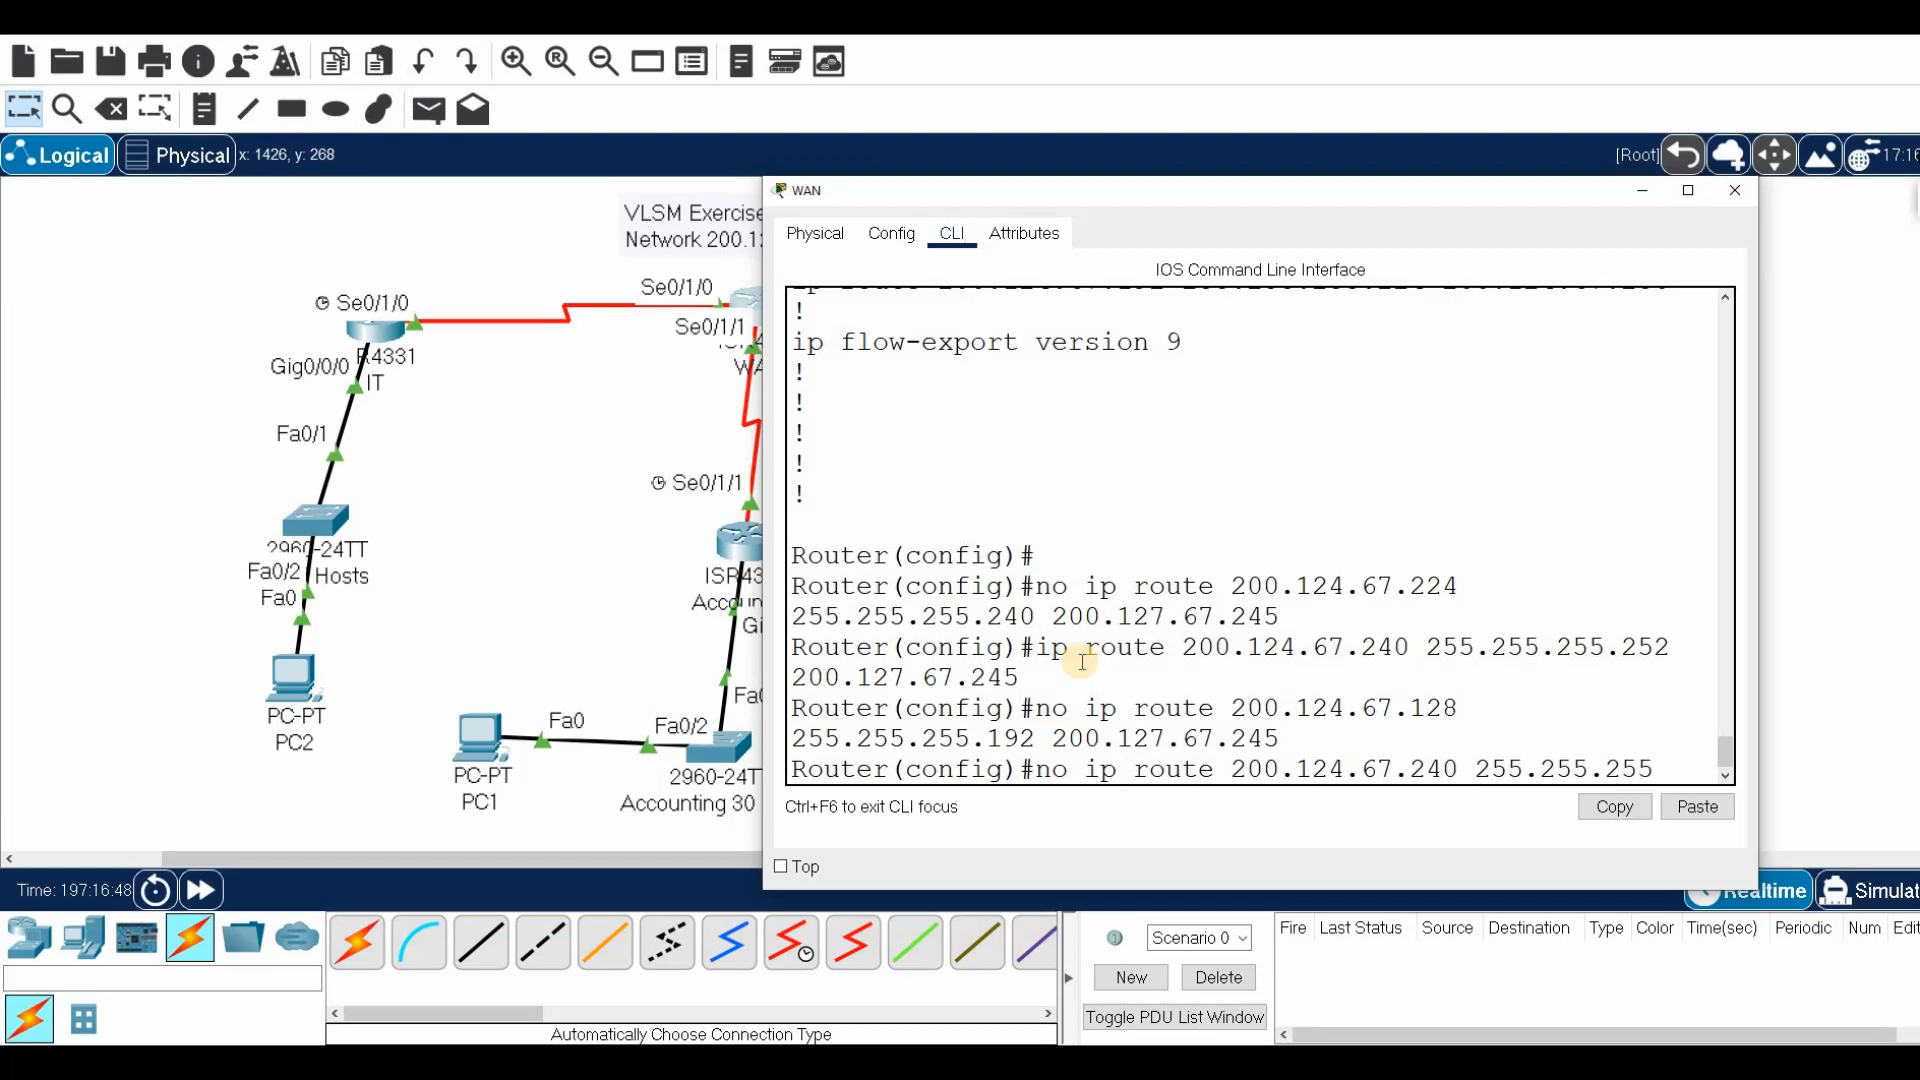 Logical
Physical
x: 1426, y: 268
[Root]
17:16
VLSM Exercise
Network 200.12
Se0/1/0
Se0/1/0
Se0/1/1
Gig0/0/0
R4331
IT
Fa0/1
Se0/1/1
2960-24TT
Fa0/2
Hosts
Fa0
PC-PT
PC2
Fa0
Fa0/2
PC-PT
PC1
2960-24T
Accounting 30
WAN
Physical
Config
CLI
Attributes
IOS Command Line Interface
!
ip flow-export version 9
!
!
!
!
!
Router(config)#
Router(config)#no ip route 200.124.67.224
255.255.255.240 200.127.67.245
Router(config)#ip route 200.124.67.240 255.255.255.252
200.127.67.245
Router(config)#no ip route 200.124.67.128
255.255.255.192 200.127.67.245
Router(config)#no ip route 200.124.67.240 255.255.255
Ctrl+F6 to exit CLI focus
Copy
Paste
Top
Time: 197:16:48
Realtime
Simulat
Scenario 0
New
Delete
Toggle PDU List Window
Fire
Last Status
Source
Destination
Type
Color
Time(sec)
Periodic
Num
Edit
Automatically Choose Connection Type